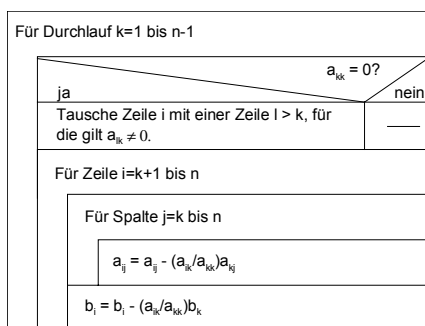 Für Durchlauf k=1 bis n-1
a_kk = 0?
ja
nein
Tausche Zeile i mit einer Zeile l > k, für
die gilt a_lk ≠ 0.
Für Zeile i=k+1 bis n
Für Spalte j=k bis n
a_ij = a_ij - (a_ik/a_kk)a_kj
b_i = b_i - (a_ik/a_kk)b_k